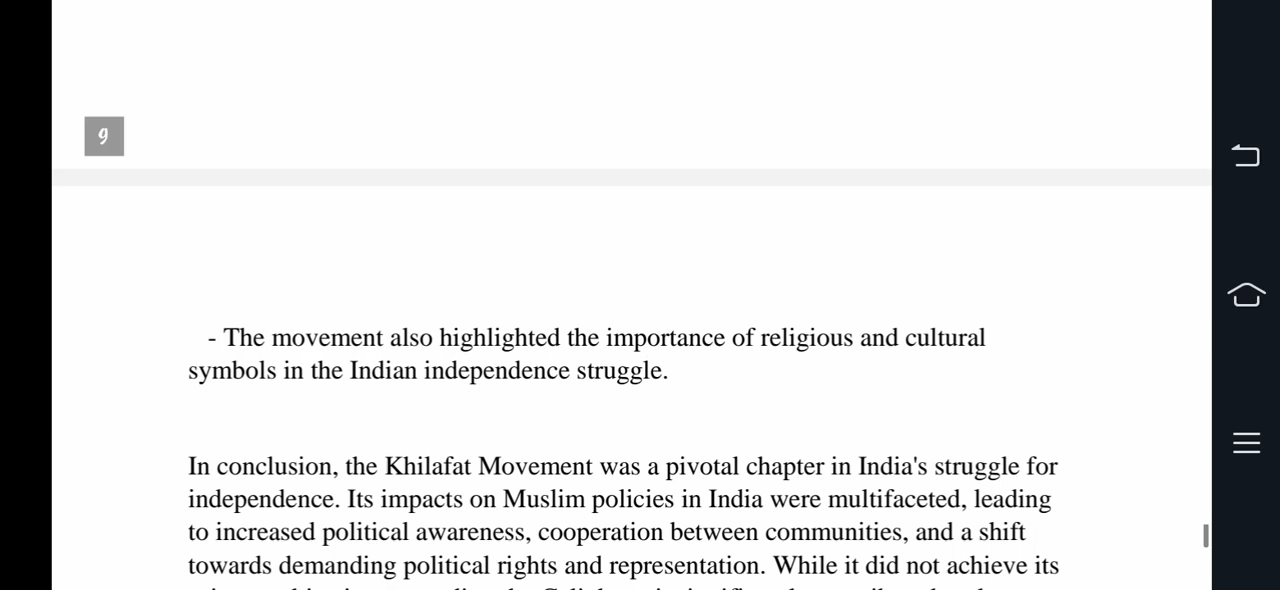 9
- The movement also highlighted the importance of religious and cultural
symbols in the Indian independence struggle.
In conclusion, the Khilafat Movement was a pivotal chapter in India's struggle for
independence. Its impacts on Muslim policies in India were multifaceted, leading
to increased political awareness, cooperation between communities, and a shift
towards demanding political rights and representation. While it did not achieve its